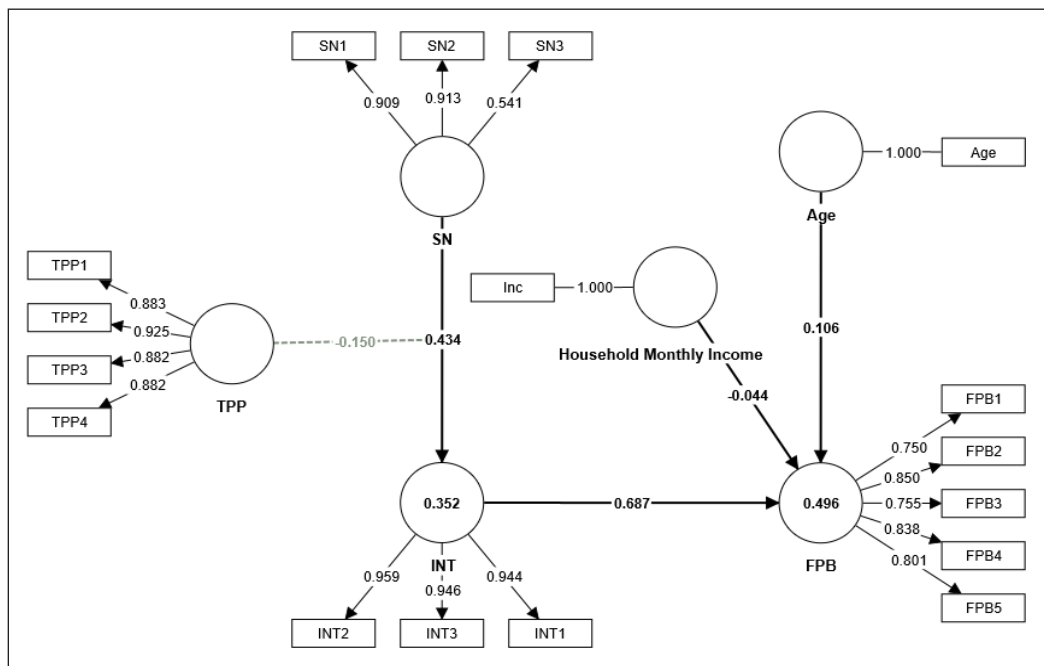 SN1
SN2
SN3
0.909
0.913
0.541
SN
Age
1.000
Age
TPP1
TPP2
TPP3
TPP4
0.883
0.925
0.882
0.882
TPP
-0.150
0.434
Inc
1.000
Household Monthly Income
0.106
-0.044
0.352
INT
0.687
0.496
FPB
0.750
0.850
0.755
0.838
0.801
FPB1
FPB2
FPB3
FPB4
FPB5
0.959
0.946
0.944
INT2
INT3
INT1